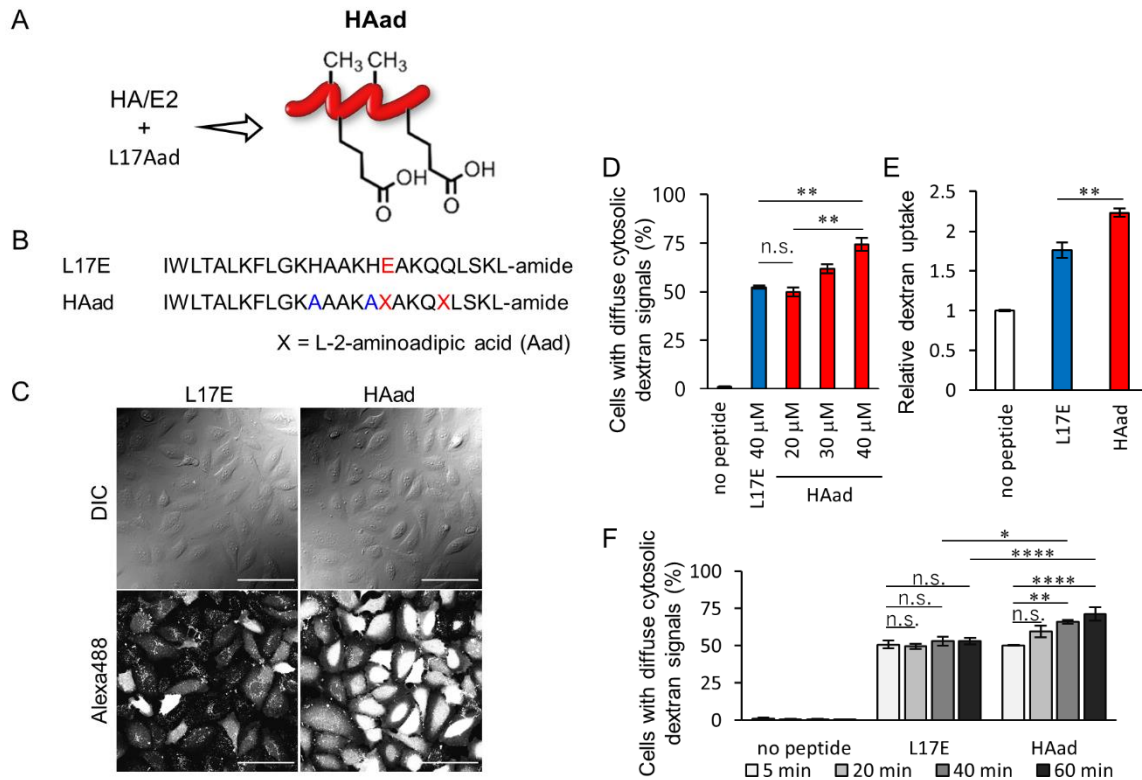 A
HAad
HA/E2
+
L17Aad
CH3
CH3
OH
O
OH
O
B
L17E IWLTALKFLGKHAAKHEAKQQLSKL-amide
HAad IWLTALKFLGKAAAKAXAKQXLSKL-amide
X = L-2-aminoadipic acid (Aad)
C
L17E
HAad
DIC
Alexa488
D
Cells with diffuse cytosolic
dextran signals (%)
100
75
50
25
0
**
**
n.s.
no peptide
L17E 40 μM
20 μM
30 μM
40 μM
HAad
E
Relative dextran uptake
2.5
2
1.5
1
0.5
0
**
no peptide
L17E
HAad
F
Cells with diffuse cytosolic
dextran signals (%)
100
75
50
25
0
*
****
n.s.
n.s.
n.s.
****
**
n.s.
no peptide
L17E
HAad
5 min
20 min
40 min
60 min